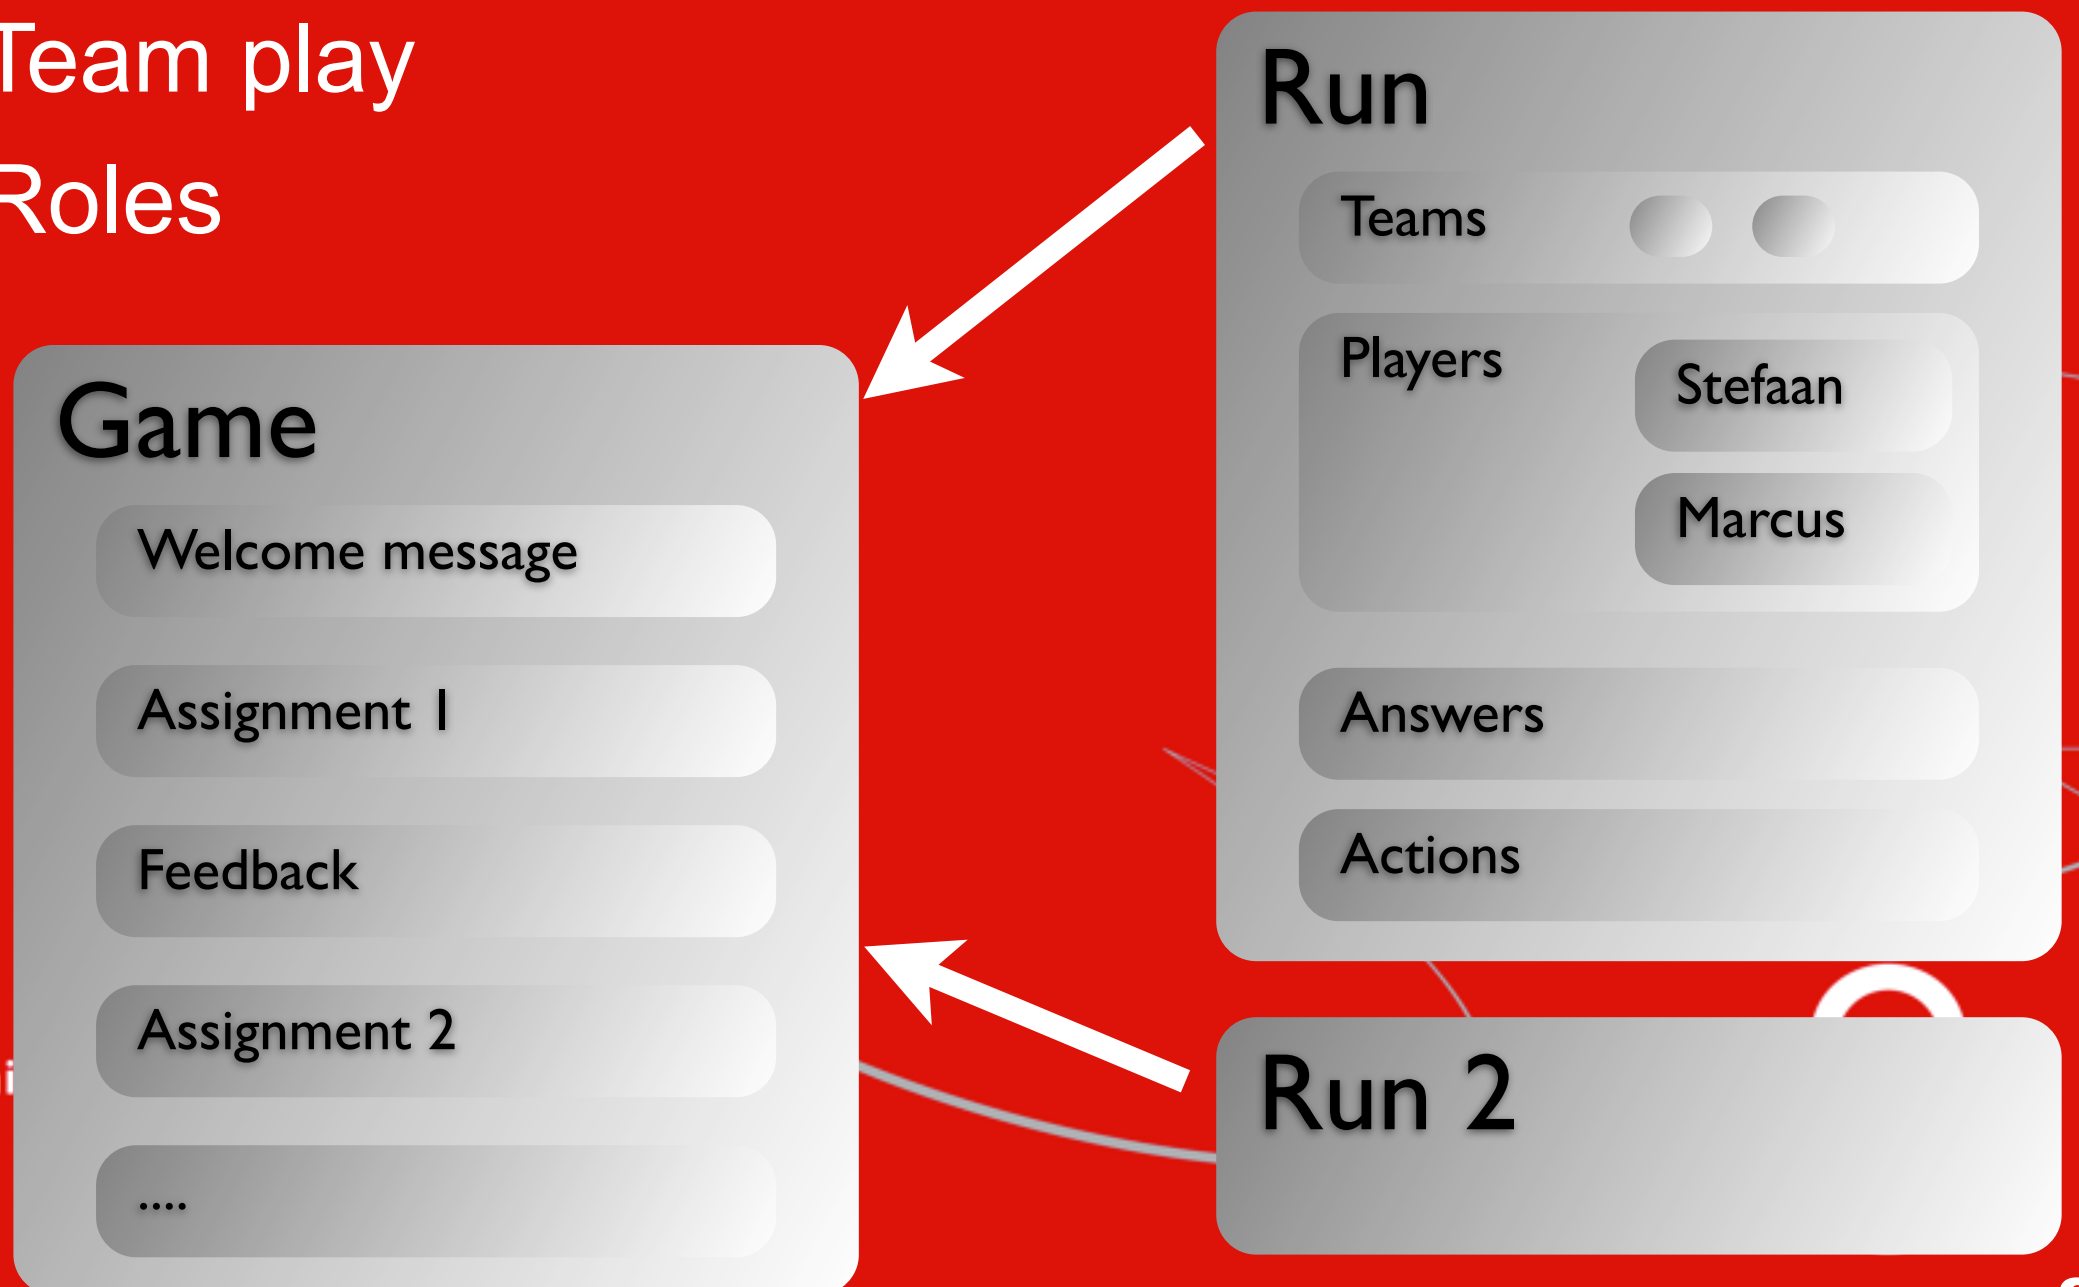 Team play
Roles
Game
Welcome message
Assignment 1
Feedback
Assignment 2
....
Run
Teams
Players
Stefaan
Marcus
Answers
Actions
Run 2